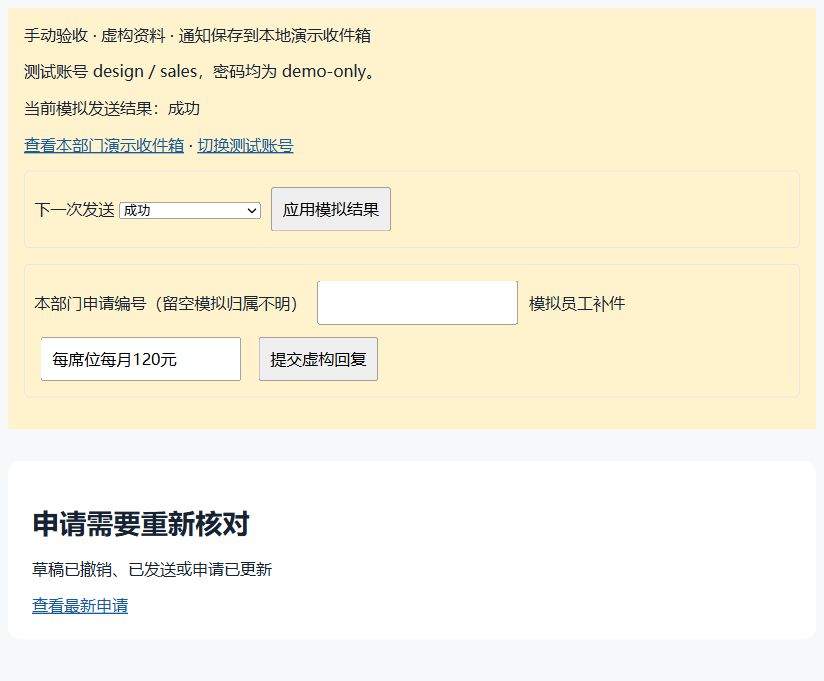 手动验收 · 虚构资料 · 通知保存到本地演示收件箱
测试账号 design / sales，密码均为 demo-only。
当前模拟发送结果：成功
查看本部门演示收件箱 · 切换测试账号
下一次发送 成功 应用模拟结果
本部门申请编号（留空模拟归属不明） 模拟员工补件
每席位每月120元 提交虚构回复
申请需要重新核对
草稿已撤销、已发送或申请已更新
查看最新申请